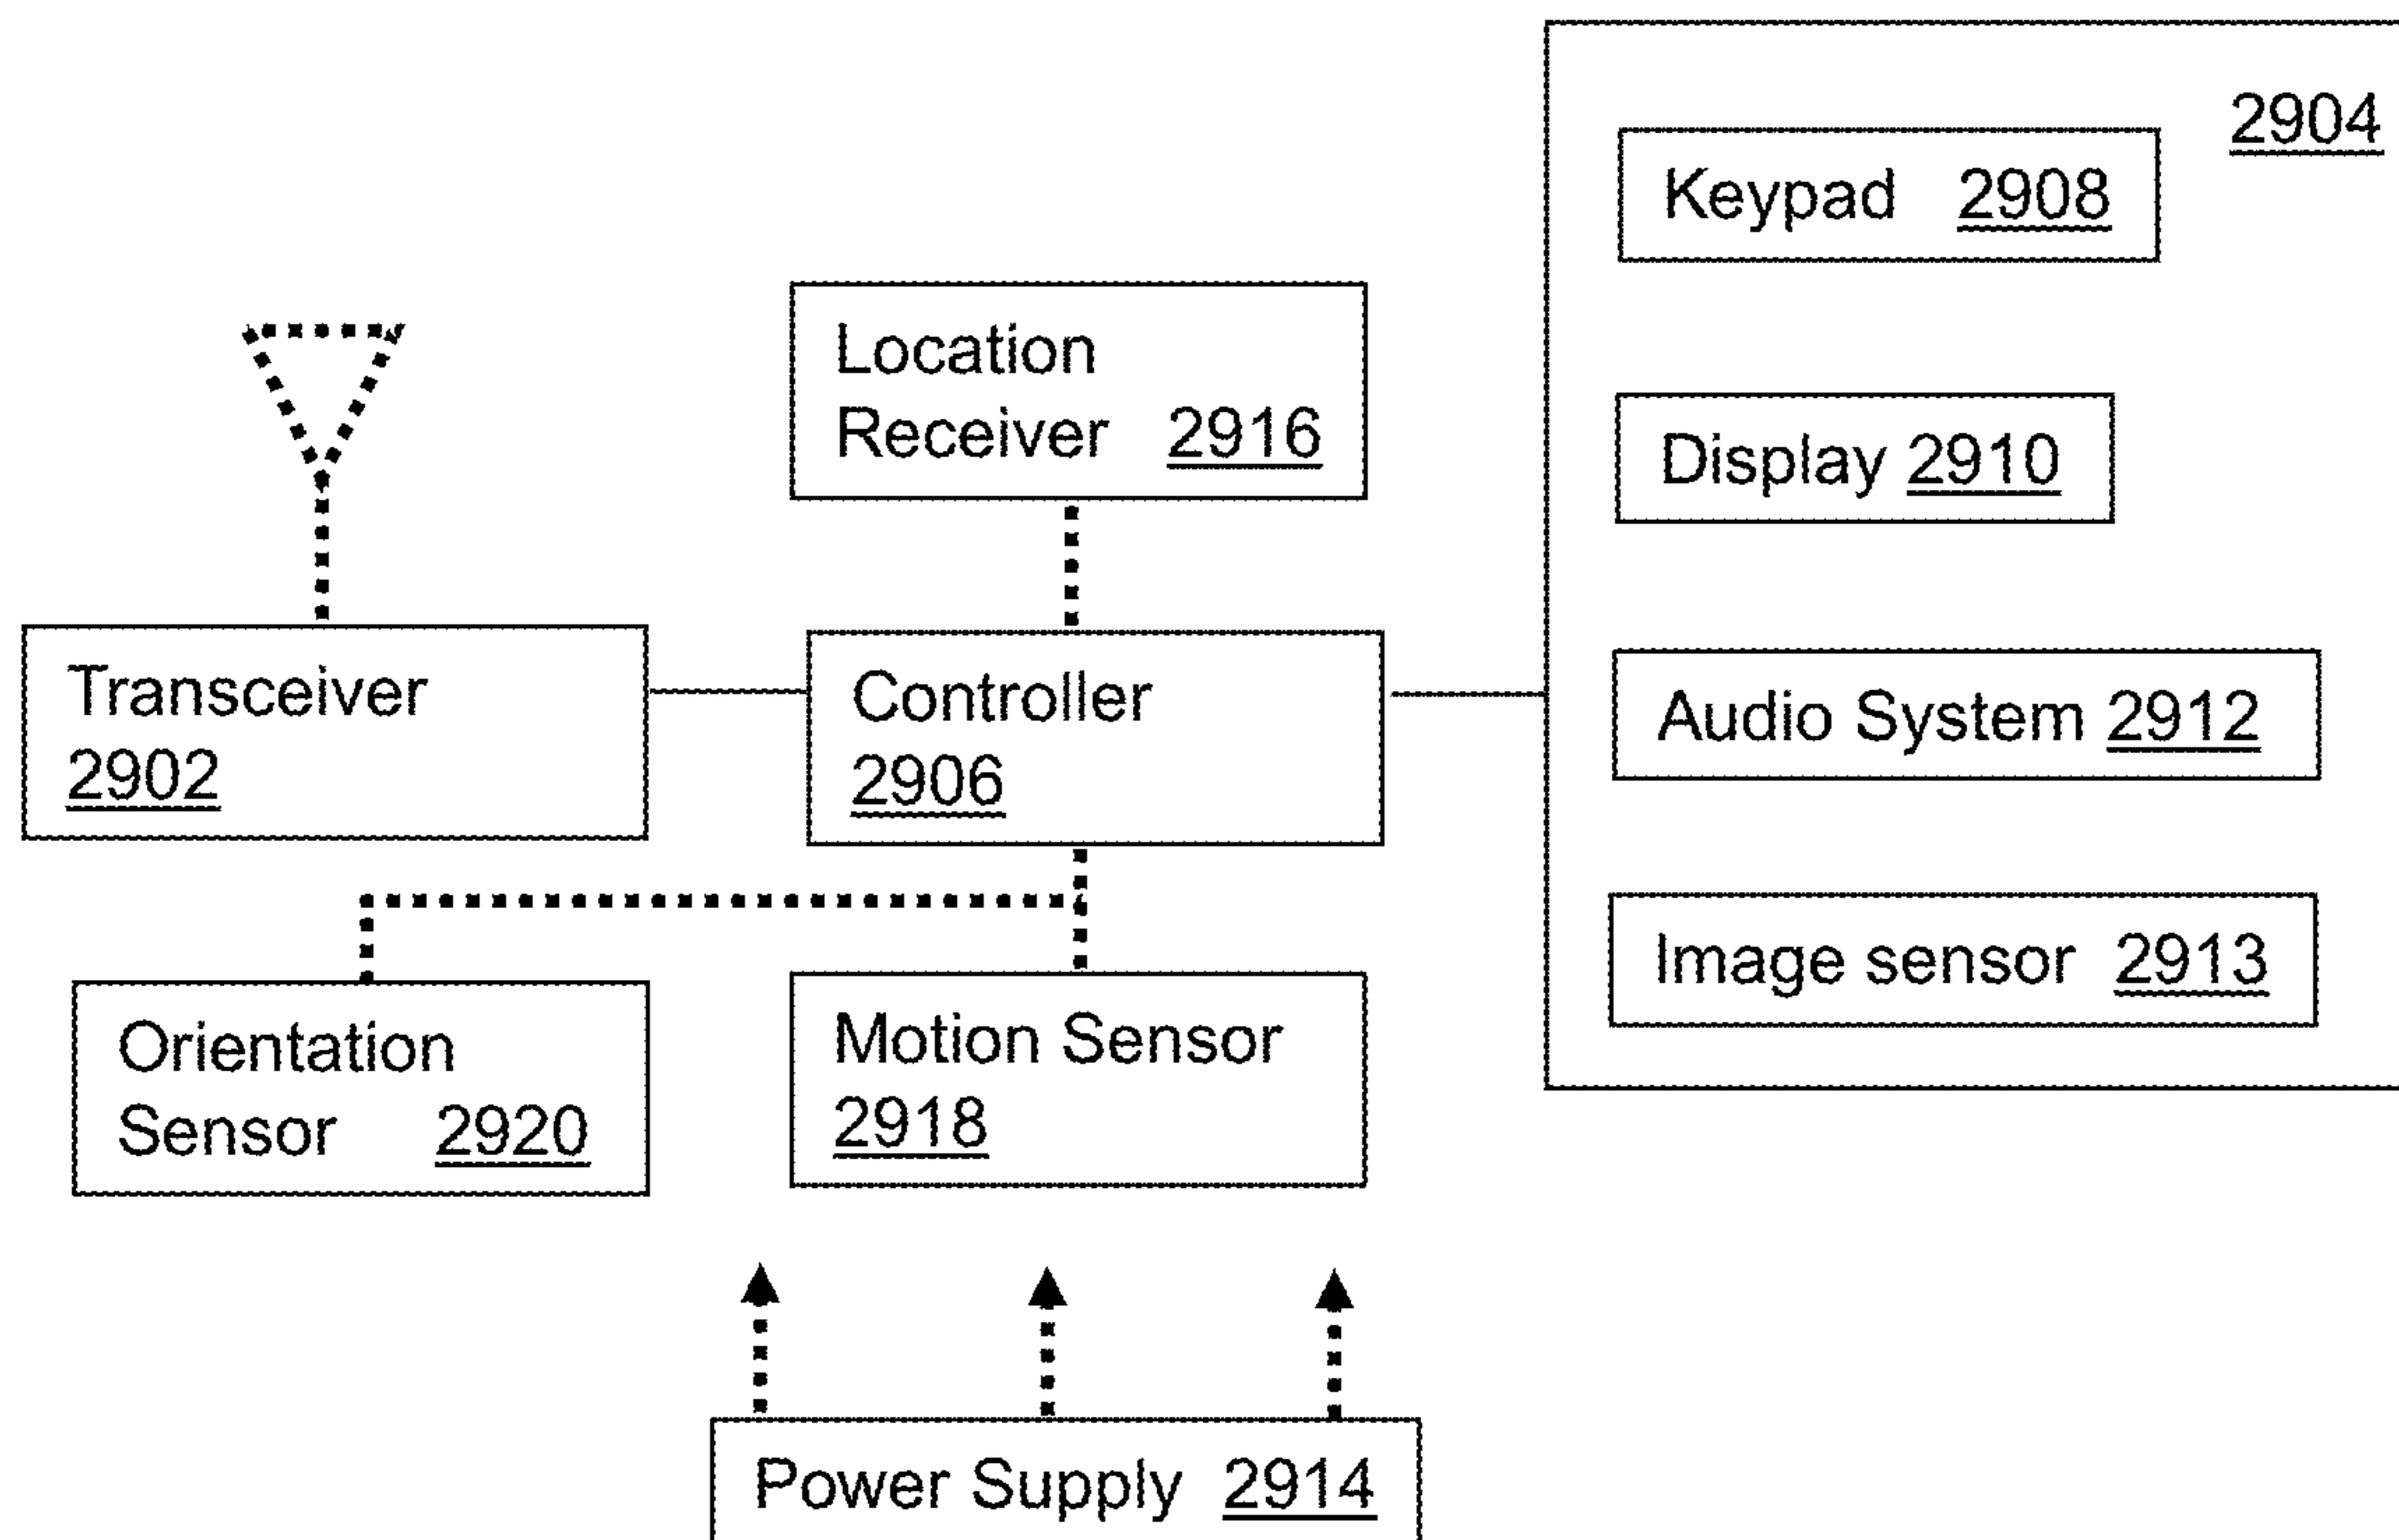 2904
Keypad 2908
Location
Receiver 2916
Display 2910
Transceiver
2902
Controller
2906
Audio System 2912
Image sensor 2913
Orientation
Sensor 2920
Motion Sensor
2918
Power Supply 2914